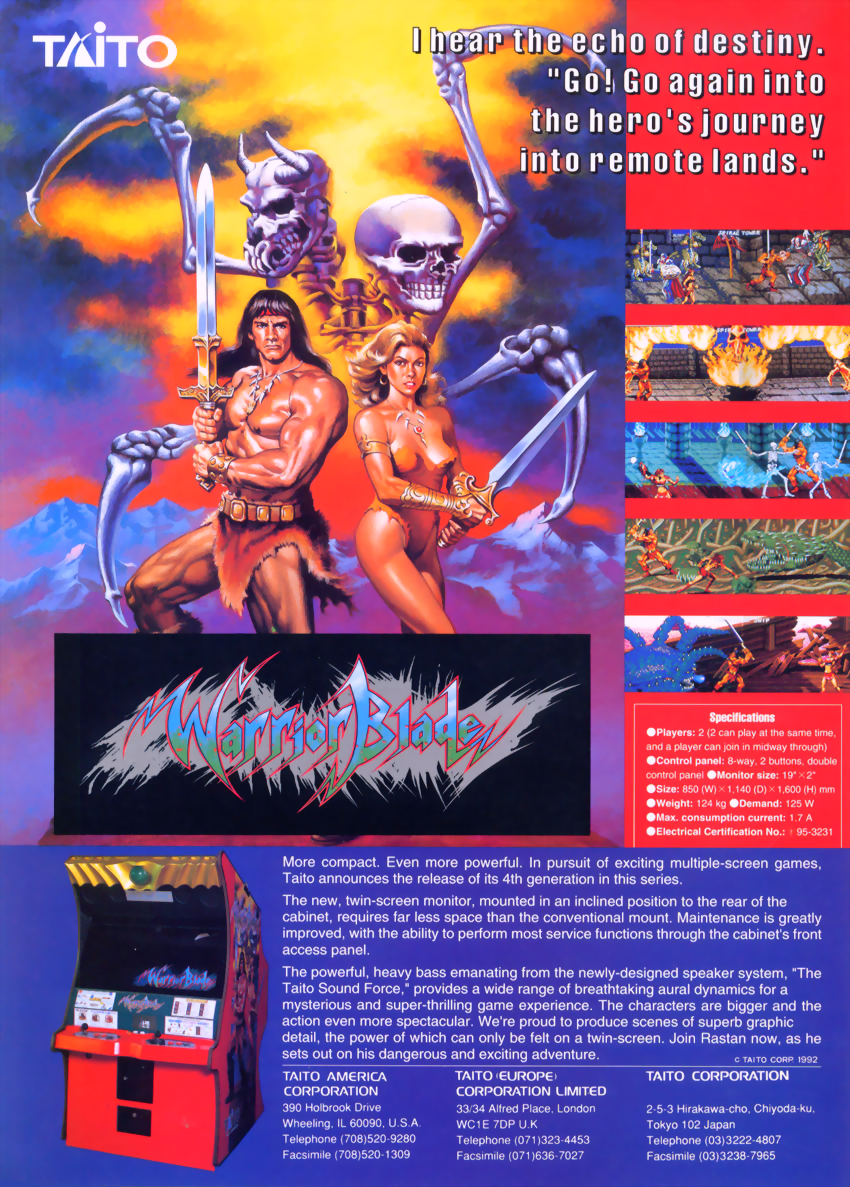 TAITO
I hear the echo of destiny.
"Go! Go again into
the hero's journey
into remote lands."
SPIRAL TOWER
SPIRAL TOWER
Warrior Blade
Specifications
●Players: 2 (2 can play at the same time,
and a player can join in midway through)
●Control panel: 8-way, 2 buttons, double
control panel ●Monitor size: 19"×2"
●Size: 850 (W)×1,140 (D)×1,600 (H) mm
●Weight: 124 kg ●Demand: 125 W
●Max. consumption current: 1.7 A
●Electrical Certification No.: 95-3231
More compact. Even more powerful. In pursuit of exciting multiple-screen games,
Taito announces the release of its 4th generation in this series.
The new, twin-screen monitor, mounted in an inclined position to the rear of the
cabinet, requires far less space than the conventional mount. Maintenance is greatly
improved, with the ability to perform most service functions through the cabinet's front
access panel.
The powerful, heavy bass emanating from the newly-designed speaker system, "The
Taito Sound Force," provides a wide range of breathtaking aural dynamics for a
mysterious and super-thrilling game experience. The characters are bigger and the
action even more spectacular. We're proud to produce scenes of superb graphic
detail, the power of which can only be felt on a twin-screen. Join Rastan now, as he
sets out on his dangerous and exciting adventure.
© TAITO CORP. 1992
Warrior Blade
TAITO AMERICA
CORPORATION
390 Holbrook Drive
Wheeling, IL 60090, U.S.A.
Telephone (708)520-9280
Facsimile (708)520-1309
TAITO (EUROPE)
CORPORATION LIMITED
33/34 Alfred Place, London
WC1E 7DP U.K
Telephone (071)323-4453
Facsimile (071)636-7027
TAITO CORPORATION
2-5-3 Hirakawa-cho, Chiyoda-ku,
Tokyo 102 Japan
Telephone (03)3222-4807
Facsimile (03)3238-7965